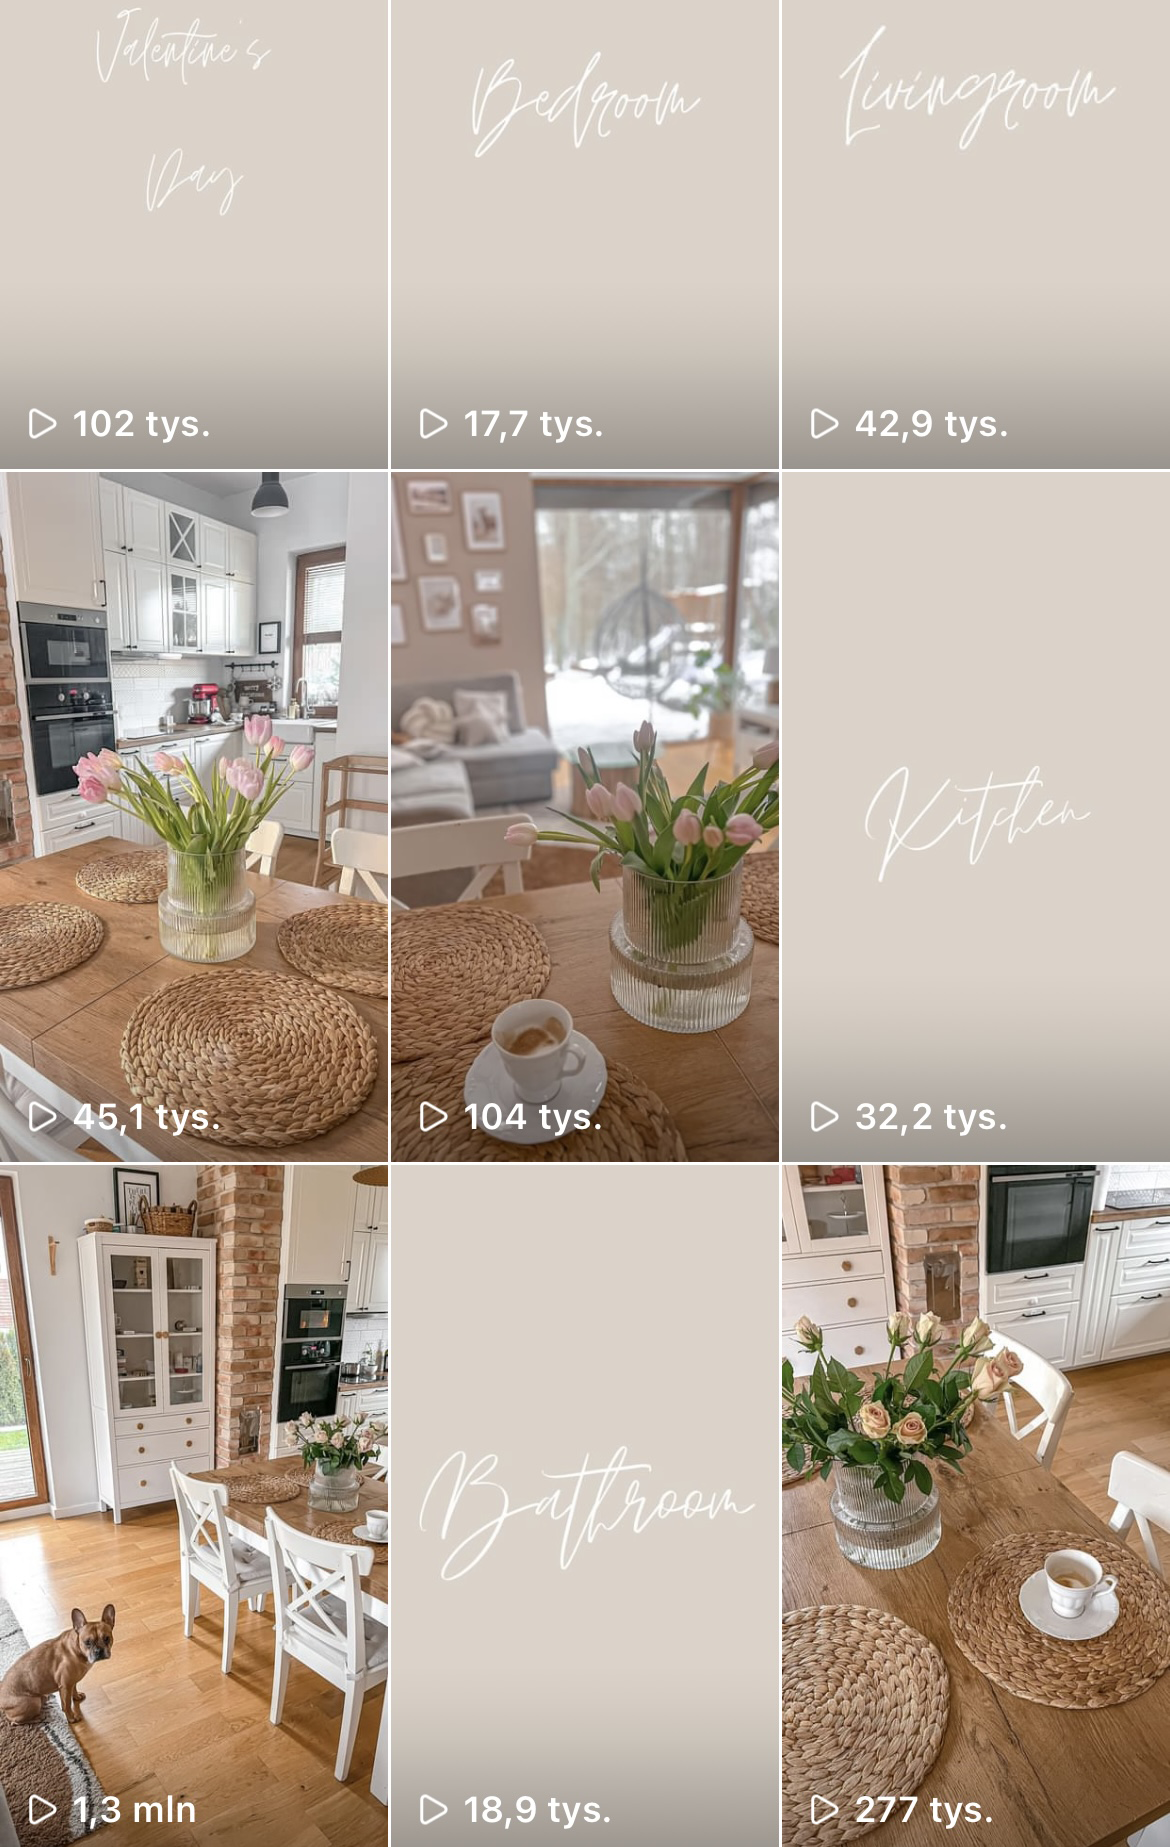 Valentine's
Day
Bedroom
Livingroom
102 tys.
17,7 tys.
42,9 tys.
45,1 tys.
104 tys.
Kitchen
32,2 tys.
1,3 mln
Bathroom
18,9 tys.
277 tys.